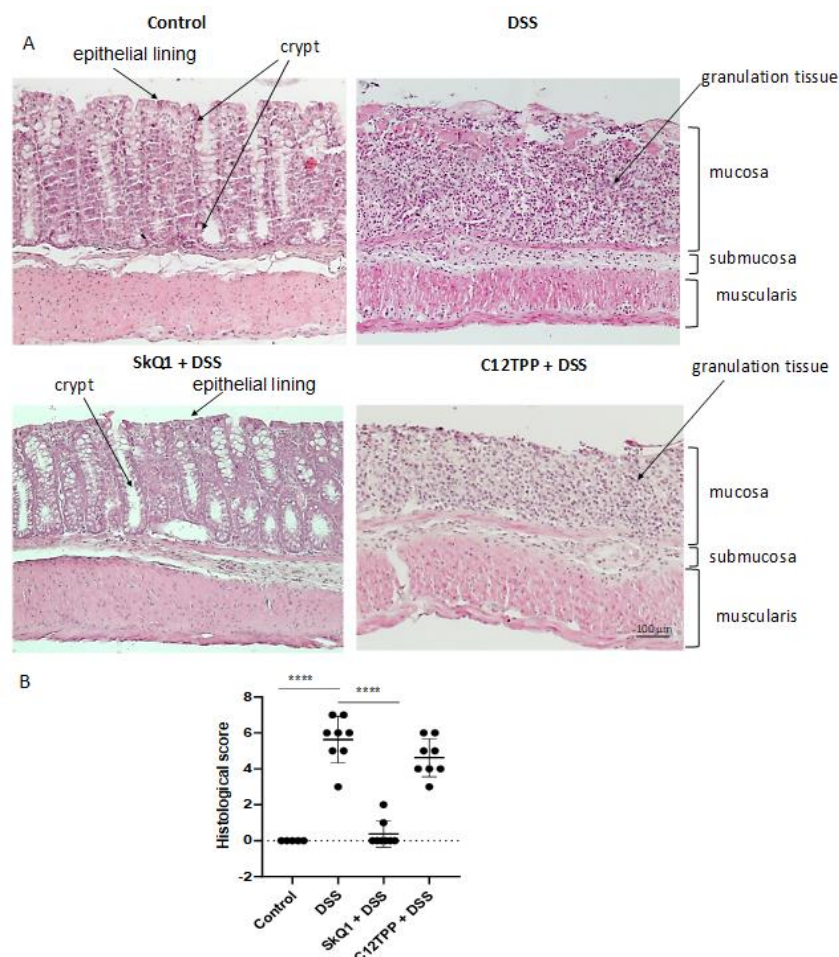 Control
DSS
A
epithelial lining
crypt
granulation tissue
mucosa
submucosa
muscularis
SkQ1 + DSS
C12TPP + DSS
crypt
epithelial lining
granulation tissue
mucosa
submucosa
muscularis
100 μm
B
**** ****
8
6
4
2
0
-2
Histological score
Control
DSS
SkQ1 + DSS
C12TPP + DSS